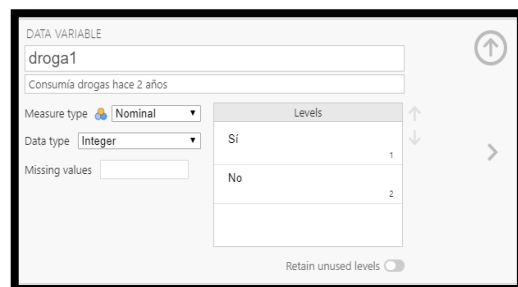 DATA VARIABLE
droga1
Consumía drogas hace 2 años
Measure type Nominal
Data type Integer
Missing values
Levels
Sí
1
No
2
Retain unused levels